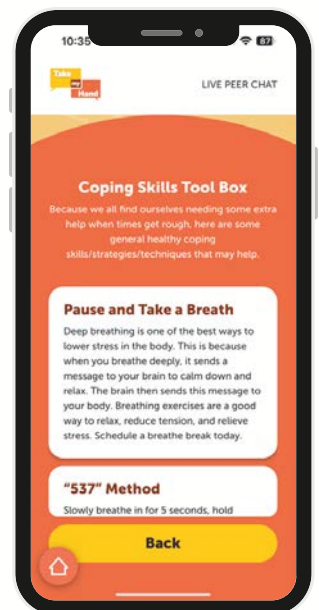 10:35
87
Take
my
Hand
LIVE PEER CHAT
Coping Skills Tool Box
Because we all find ourselves needing some extra
help when times get rough, here are some
general healthy coping
skills/strategies/techniques that may help.
Pause and Take a Breath
Deep breathing is one of the best ways to
lower stress in the body. This is because
when you breathe deeply, it sends a
message to your brain to calm down and
relax. The brain then sends this message to
your body. Breathing exercises are a good
way to relax, reduce tension, and relieve
stress. Schedule a breathe break today.
“537” Method
Slowly breathe in for 5 seconds, hold
Back